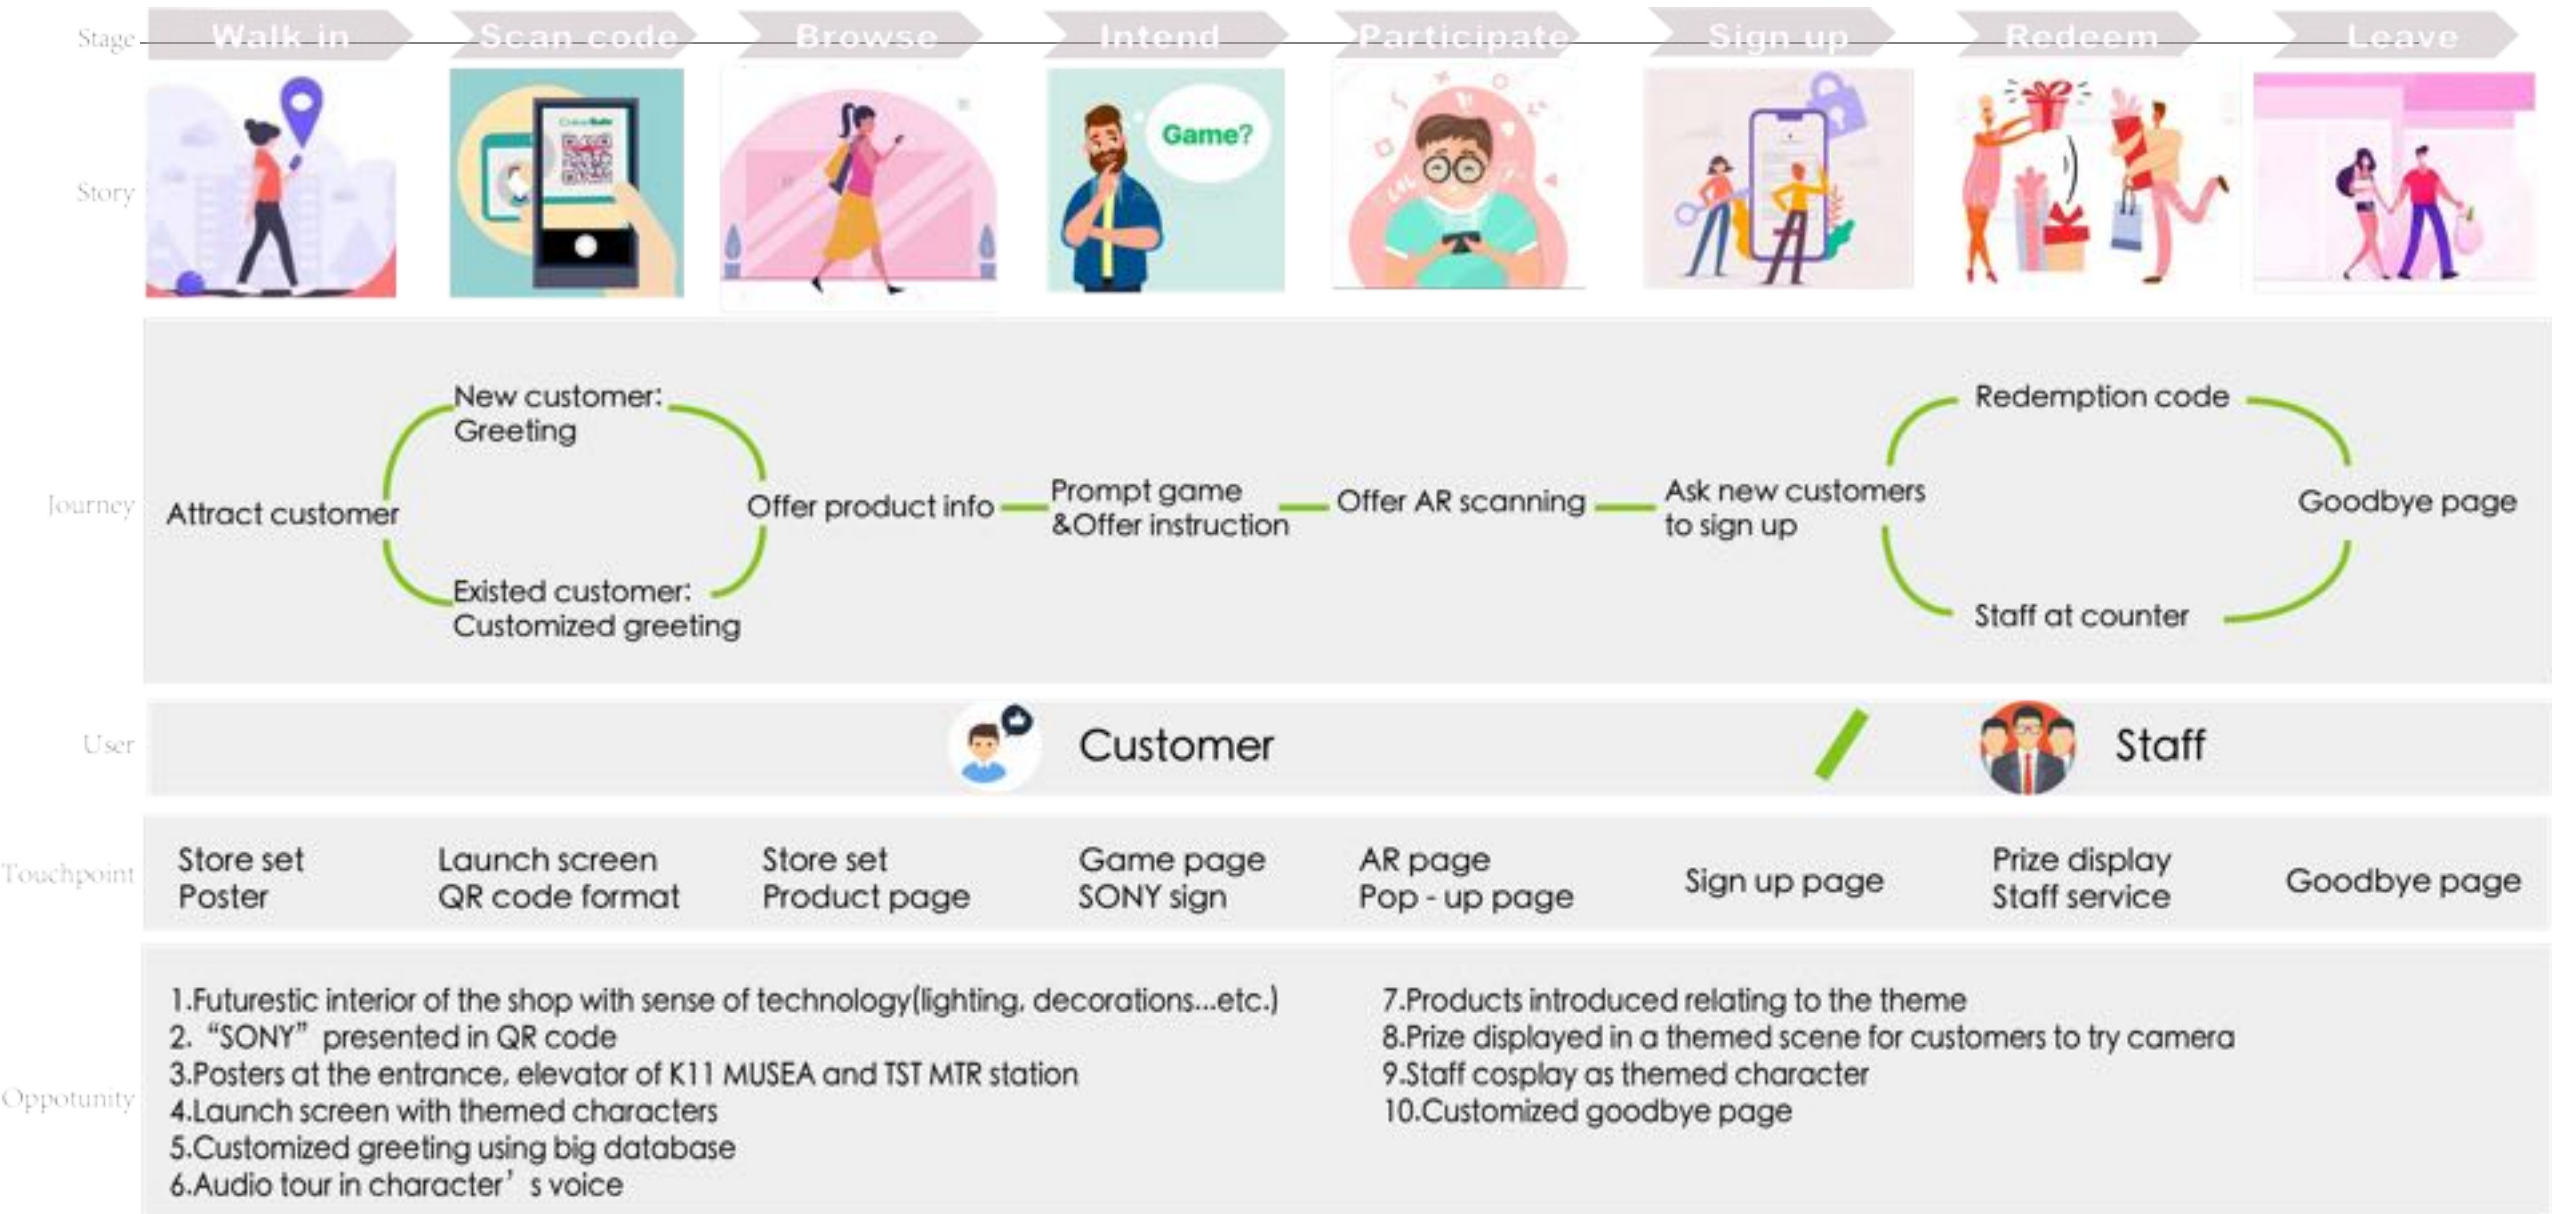 Stage
Walk in
Scan code
Browse
Intend
Participate
Sign up
Redeem
Leave
Story
Game?
Journey
Attract customer
New customer:
Greeting
Existed customer:
Customized greeting
Offer product info
Prompt game
&Offer instruction
Offer AR scanning
Ask new customers
to sign up
Redemption code
Staff at counter
Goodbye page
User
Customer
Staff
Touchpoint
Store set
Poster
Launch screen
QR code format
Store set
Product page
Game page
SONY sign
AR page
Pop - up page
Sign up page
Prize display
Staff service
Goodbye page
Oppotunity
1.Futurestic interior of the shop with sense of technology(lighting, decorations...etc.)
2. “SONY” presented in QR code
3.Posters at the entrance, elevator of K11 MUSEA and TST MTR station
4.Launch screen with themed characters
5.Customized greeting using big database
6.Audio tour in character’ s voice
7.Products introduced relating to the theme
8.Prize displayed in a themed scene for customers to try camera
9.Staff cosplay as themed character
10.Customized goodbye page